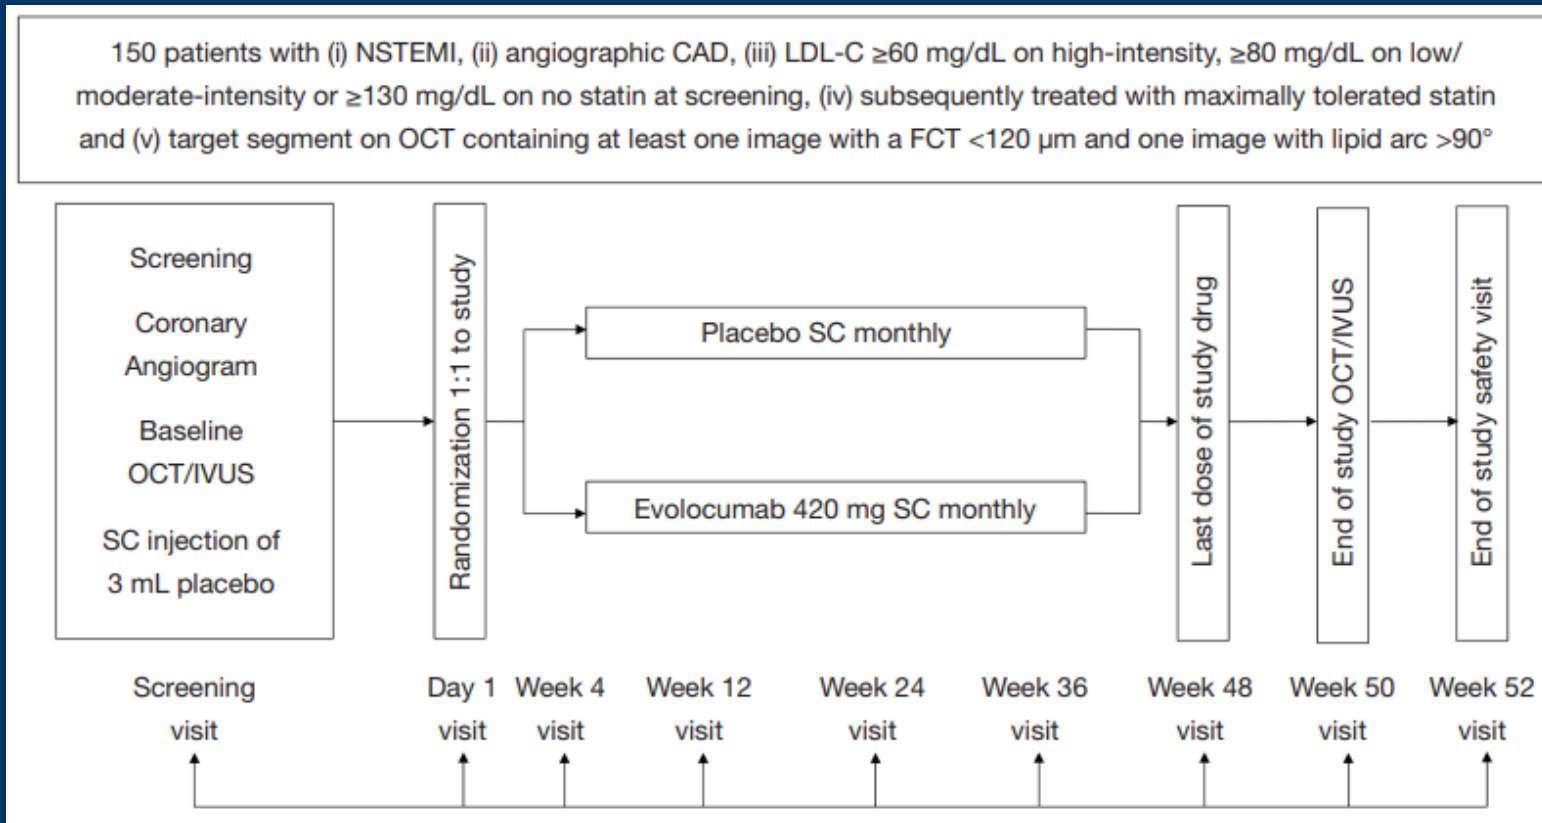 150 patients with (i) NSTEMI, (ii) angiographic CAD, (iii) LDL-C ≥60 mg/dL on high-intensity, ≥80 mg/dL on low/
moderate-intensity or ≥130 mg/dL on no statin at screening, (iv) subsequently treated with maximally tolerated statin
and (v) target segment on OCT containing at least one image with a FCT <120 µm and one image with lipid arc >90°
Screening
Coronary
Angiogram
Baseline
OCT/IVUS
SC injection of
3 mL placebo
Randomization 1:1 to study
Placebo SC monthly
Evolocumab 420 mg SC monthly
Last dose of study drug
End of study OCT/IVUS
End of study safety visit
Screening
visit
Day 1
visit
Week 4
visit
Week 12
visit
Week 24
visit
Week 36
visit
Week 48
visit
Week 50
visit
Week 52
visit